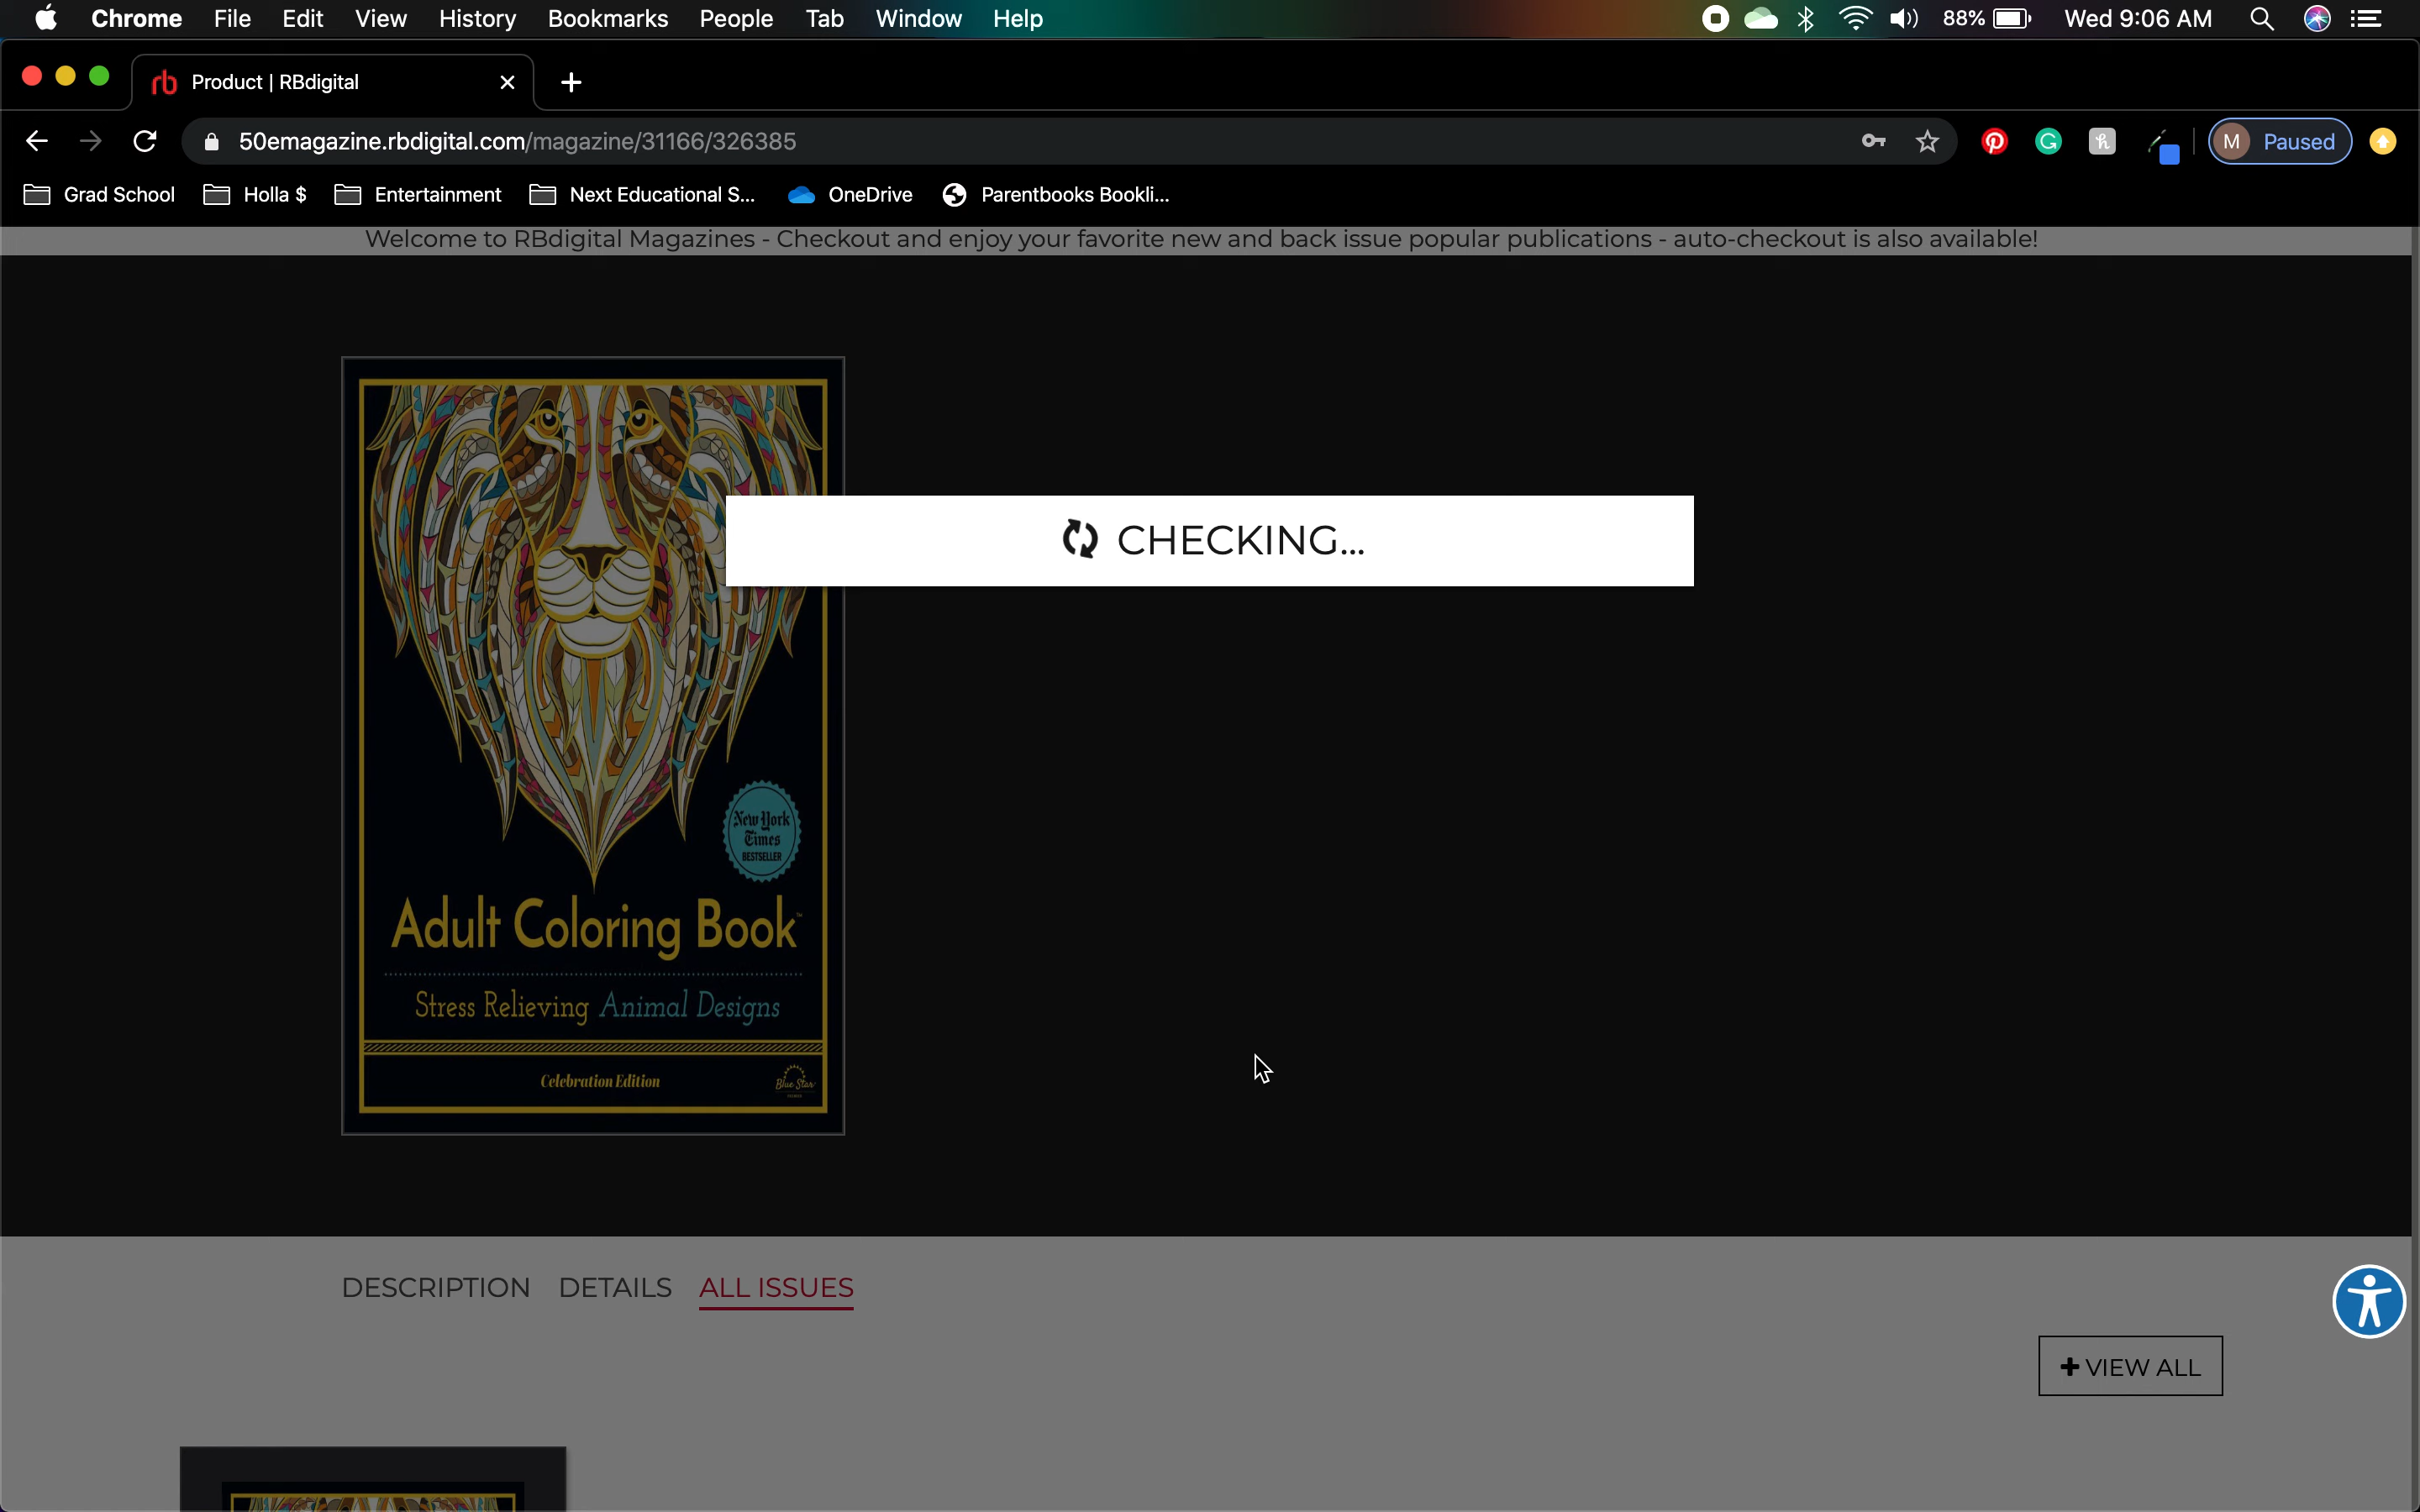 Chrome File Edit View History Bookmarks People Tab Window Help 88% Wed 9:06 AM
Product | RBdigital
50emagazine.rbdigital.com/magazine/31166/326385 M Paused
Grad School Holla $ Entertainment Next Educational S... OneDrive Parentbooks Bookli...
Welcome to RBdigital Magazines - Checkout and enjoy your favorite new and back issue popular publications - auto-checkout is also available!
CHECKING...
New York
Times
BESTSELLER
Adult Coloring Book™
Stress Relieving Animal Designs
Celebration Edition
Blue Star
DESCRIPTION DETAILS ALL ISSUES
VIEW ALL